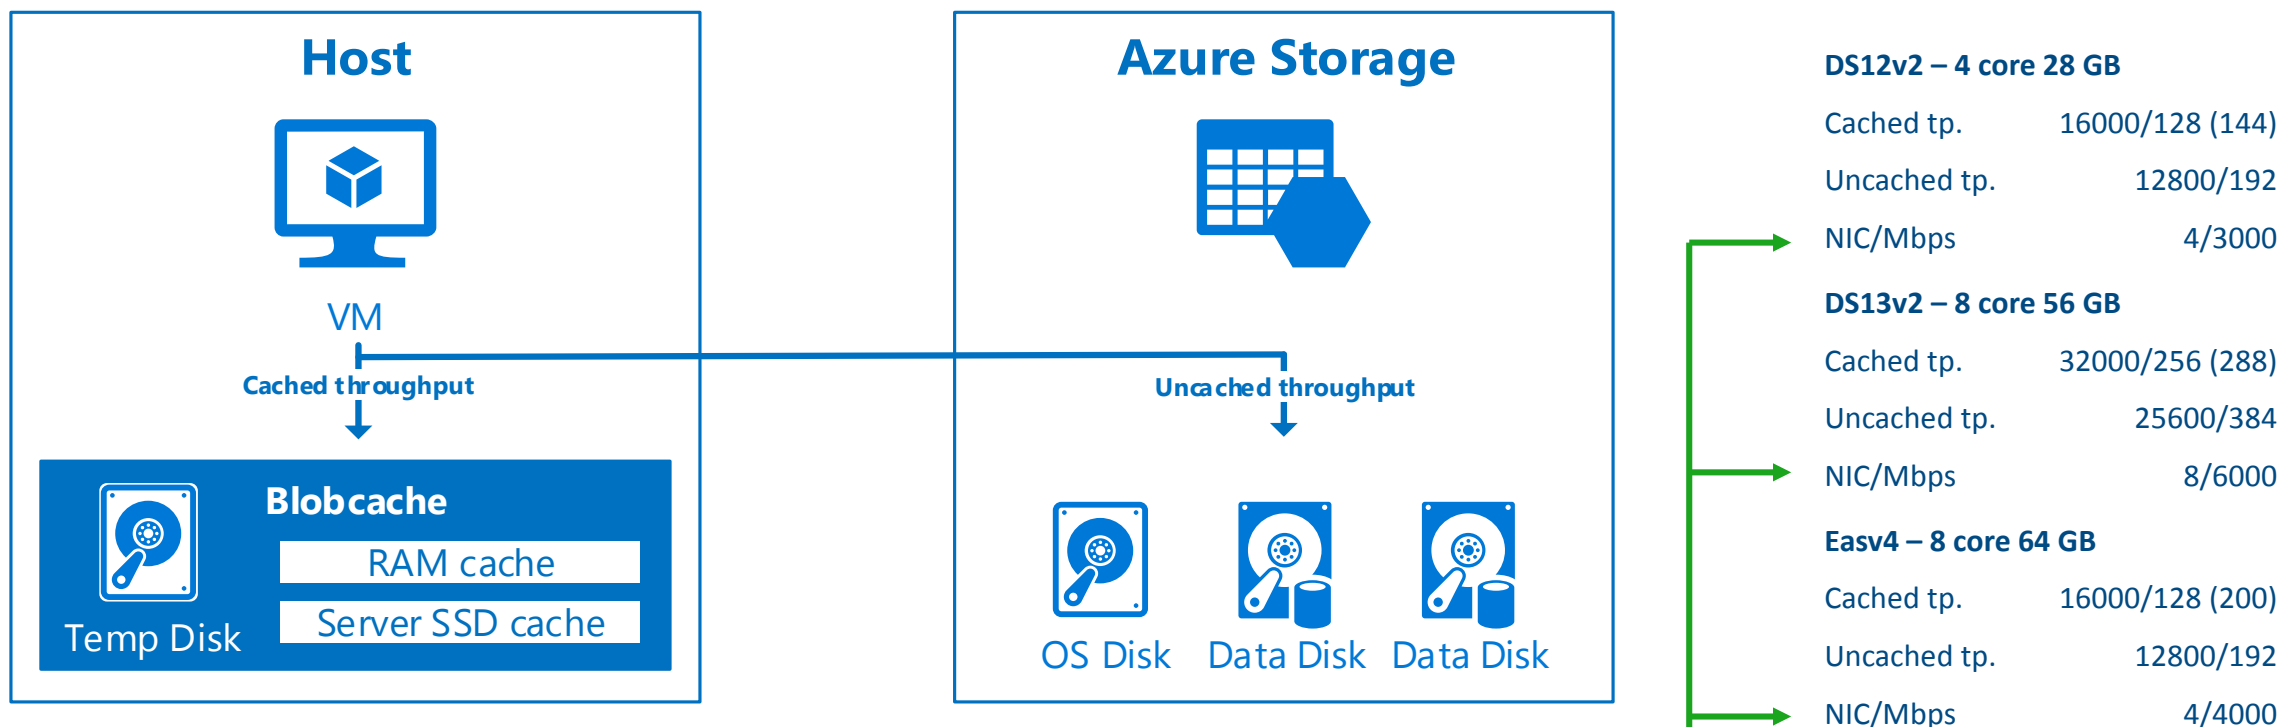 Host
VM
Cached throughput
Blobcache
RAM cache
Server SSD cache
Temp Disk
Azure Storage
Uncached throughput
OS Disk Data Disk Data Disk
DS12v2 – 4 core 28 GB
Cached tp. 16000/128 (144)
Uncached tp. 12800/192
NIC/Mbps 4/3000
DS13v2 – 8 core 56 GB
Cached tp. 32000/256 (288)
Uncached tp. 25600/384
NIC/Mbps 8/6000
Easv4 – 8 core 64 GB
Cached tp. 16000/128 (200)
Uncached tp. 12800/192
NIC/Mbps 4/4000